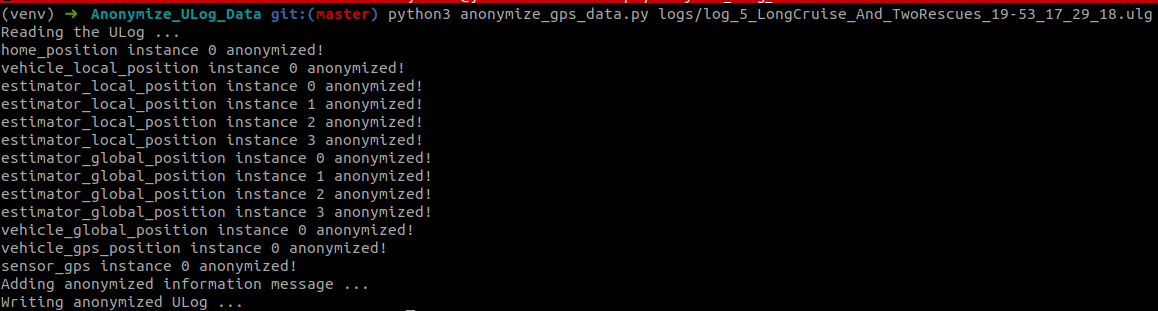 (venv) ➜ Anonymize_ULog_Data git:(master) python3 anonymize_gps_data.py logs/log_5_LongCruise_And_TwoRescues_19-53_17_29_18.ulg
Reading the ULog ...
home_position instance 0 anonymized!
vehicle_local_position instance 0 anonymized!
estimator_local_position instance 0 anonymized!
estimator_local_position instance 1 anonymized!
estimator_local_position instance 2 anonymized!
estimator_local_position instance 3 anonymized!
estimator_global_position instance 0 anonymized!
estimator_global_position instance 1 anonymized!
estimator_global_position instance 2 anonymized!
estimator_global_position instance 3 anonymized!
vehicle_global_position instance 0 anonymized!
vehicle_gps_position instance 0 anonymized!
sensor_gps instance 0 anonymized!
Adding anonymized information message ...
Writing anonymized ULog ...